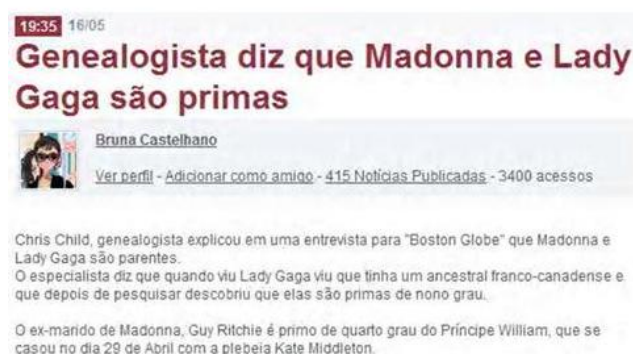 19:35 16/05
Genealogista diz que Madonna e Lady
Gaga são primas
Bruna Castelhano
Ver perfil - Adicionar como amigo - 415 Notícias Publicadas - 3400 acessos
Chris Child, genealogista explicou em uma entrevista para "Boston Globe" que Madonna e
Lady Gaga são parentes.
O especialista diz que quando viu Lady Gaga viu que tinha um ancestral franco-canadense e
que depois de pesquisar descobriu que elas são primas de nono grau.
O ex-marido de Madonna, Guy Ritchie é primo de quarto grau do Príncipe William, que se
casou no dia 29 de Abril com a plebeia Kate Middleton.